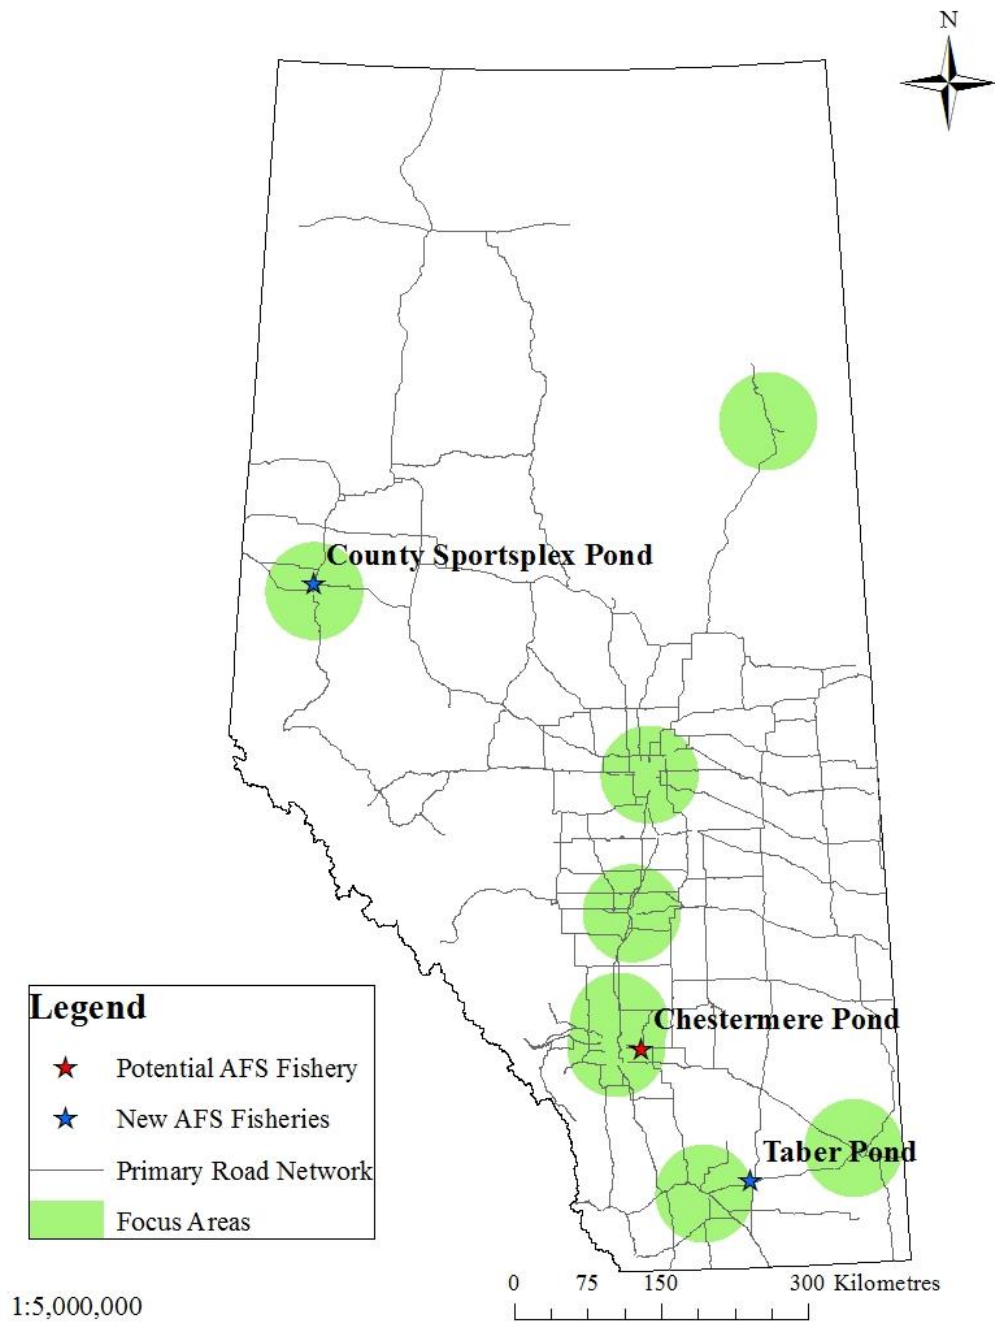 N
County Sportsplex Pond
Chestermere Pond
Taber Pond
Legend
Potential AFS Fishery
New AFS Fisheries
Primary Road Network
Focus Areas
0 75 150 300 Kilometres
1:5,000,000